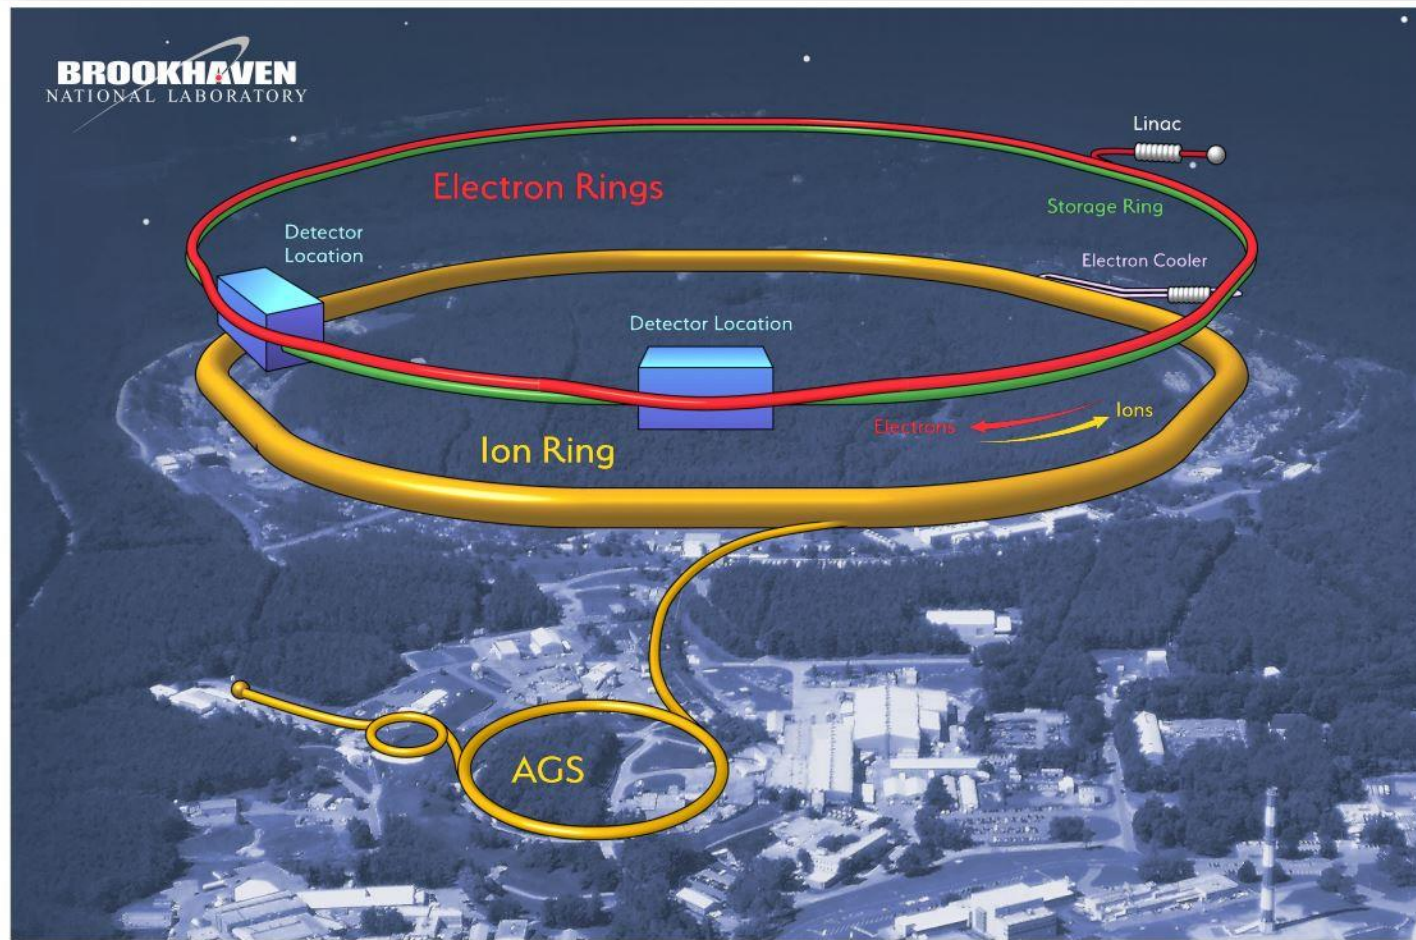 BROOKHAVEN
NATIONAL LABORATORY
Linac
Electron Rings
Storage Ring
Detector
Location
Electron Cooler
Detector Location
Ions
Electrons
Ion Ring
AGS